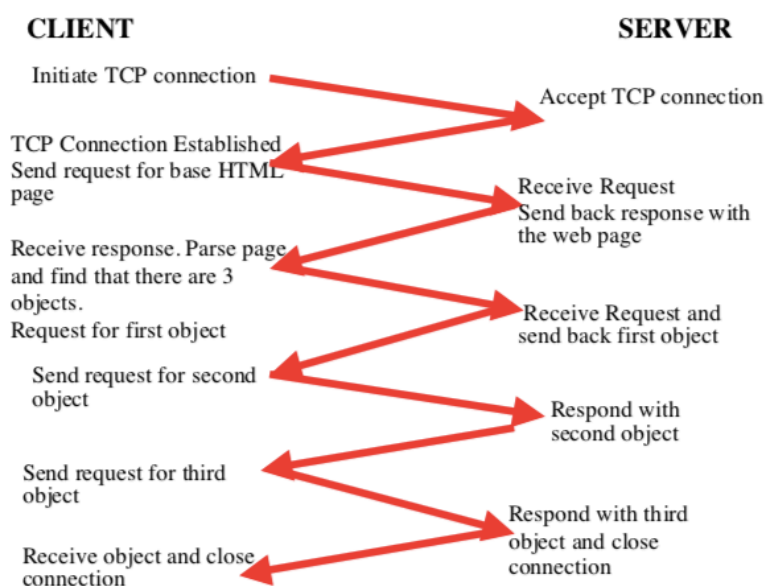 CLIENT
SERVER
Initiate TCP connection
Accept TCP connection
TCP Connection Established
Send request for base HTML
page
Receive Request
Send back response with
the web page
Receive response. Parse page
and find that there are 3
objects.
Request for first object
Receive Request and
send back first object
Send request for second
object
Respond with
second object
Send request for third
object
Respond with third
object and close
connection
Receive object and close
connection